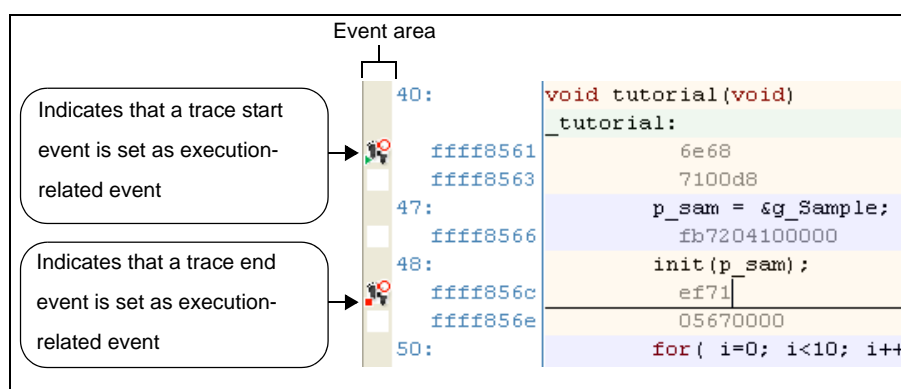 Event area
Indicates that a trace start
event is set as execution-
related event
Indicates that a trace end
event is set as execution-
related event
40: void tutorial(void)
_tutorial:
ffff8561 6e68
ffff8563 7100d8
47: p_sam = &g_Sample;
ffff8566 fb7204100000
48: init(p_sam);
ffff856c ef71
ffff856e 05670000
50: for( i=0; i<10; i++